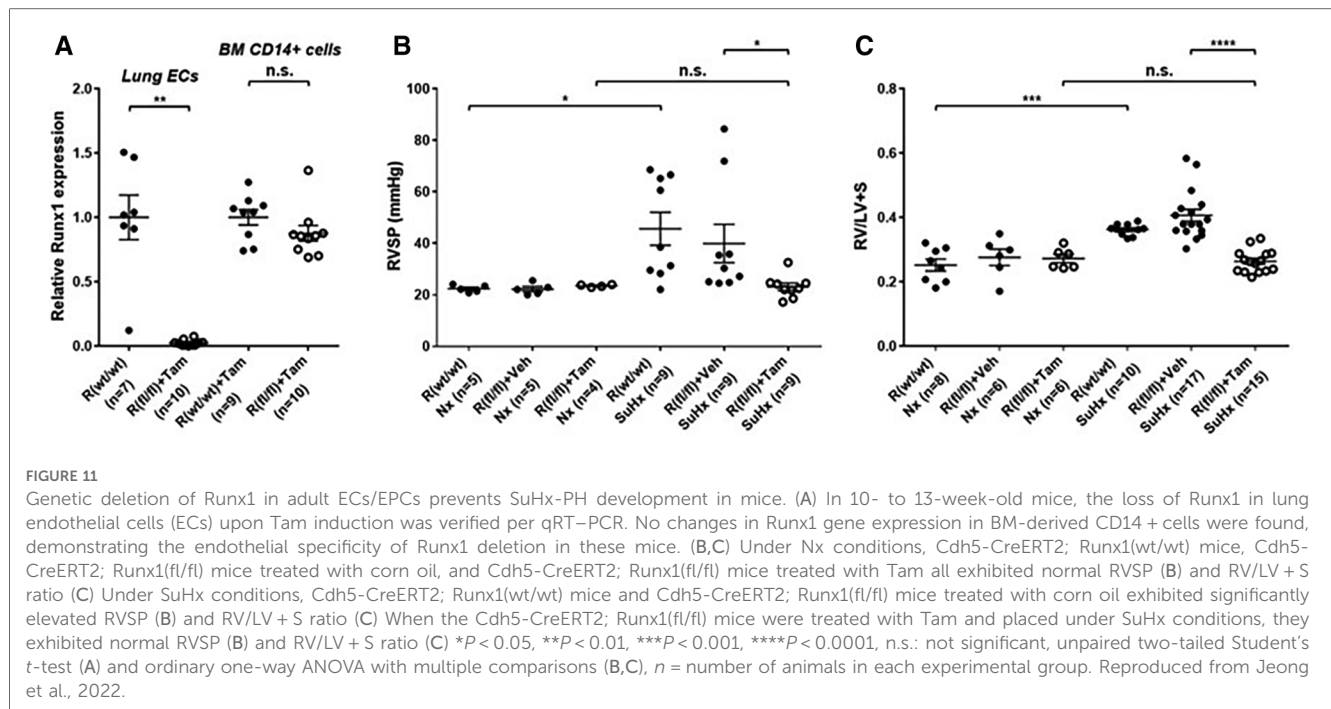 A
Lung ECs
BM CD14+ cells
**
n.s.
Relative Runx1 expression
2.0
1.5
1.0
0.5
0.0
R(wt/wt)
(n=7)
R(fl/fl)+Tam
(n=10)
R(wt/wt)+Tam
(n=9)
R(fl/fl)+Tam
(n=10)
B
*
n.s.
*
RVSP (mmHg)
100
80
60
40
20
0
R(wt/wt)
Nx (n=5)
R(fl/fl)+Veh
Nx (n=5)
R(fl/fl)+Tam
Nx (n=4)
R(wt/wt)
SuHx (n=9)
R(fl/fl)+Veh
SuHx (n=9)
R(fl/fl)+Tam
SuHx (n=9)
C
****
n.s.
***
RV/LV+S
0.8
0.6
0.4
0.2
0.0
R(wt/wt)
Nx (n=8)
R(fl/fl)+Veh
Nx (n=6)
R(fl/fl)+Tam
Nx (n=6)
R(wt/wt)
SuHx (n=10)
R(fl/fl)+Veh
SuHx (n=17)
R(fl/fl)+Tam
SuHx (n=15)
FIGURE 11
Genetic deletion of Runx1 in adult ECs/EPCs prevents SuHx-PH development in mice. (A) In 10- to 13-week-old mice, the loss of Runx1 in lung
endothelial cells (ECs) upon Tam induction was verified per qRT–PCR. No changes in Runx1 gene expression in BM-derived CD14 + cells were found,
demonstrating the endothelial specificity of Runx1 deletion in these mice. (B,C) Under Nx conditions, Cdh5-CreERT2; Runx1(wt/wt) mice, Cdh5-
CreERT2; Runx1(fl/fl) mice treated with corn oil, and Cdh5-CreERT2; Runx1(fl/fl) mice treated with Tam all exhibited normal RVSP (B) and RV/LV + S
ratio (C) Under SuHx conditions, Cdh5-CreERT2; Runx1(wt/wt) mice and Cdh5-CreERT2; Runx1(fl/fl) mice treated with corn oil exhibited significantly
elevated RVSP (B) and RV/LV + S ratio (C) When the Cdh5-CreERT2; Runx1(fl/fl) mice were treated with Tam and placed under SuHx conditions, they
exhibited normal RVSP (B) and RV/LV + S ratio (C) *P < 0.05, **P < 0.01, ***P < 0.001, ****P < 0.0001, n.s.: not significant, unpaired two-tailed Student's
t-test (A) and ordinary one-way ANOVA with multiple comparisons (B,C), n = number of animals in each experimental group. Reproduced from Jeong
et al., 2022.